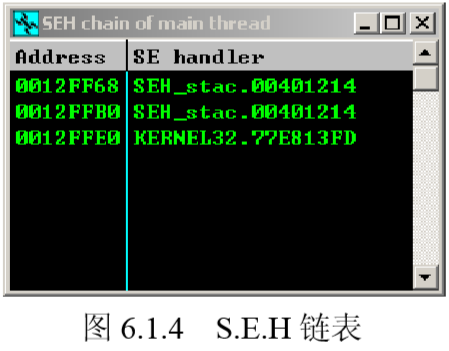 SEH chain of main thread
Address SE handler
0012FF68 SEH_stac.00401214
0012FFB0 SEH_stac.00401214
0012FFE0 KERNEL32.77E813FD
图 6.1.4 S.E.H 链表